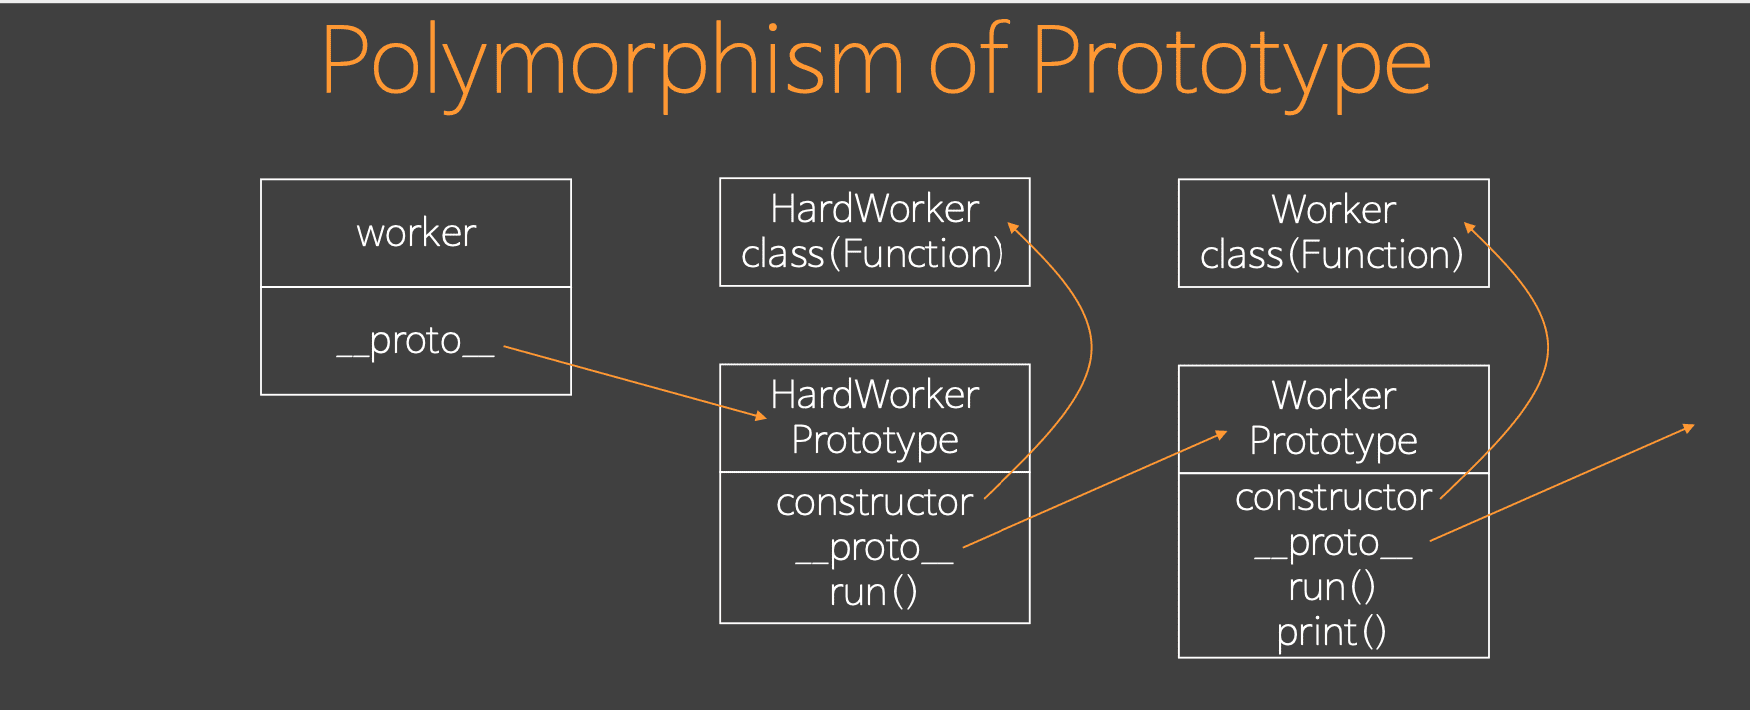 Polymorphism of Prototype
worker
__proto__
HardWorker
class(Function)
HardWorker
Prototype
constructor
__proto__
run()
Worker
class(Function)
Worker
Prototype
constructor
__proto__
run()
print()